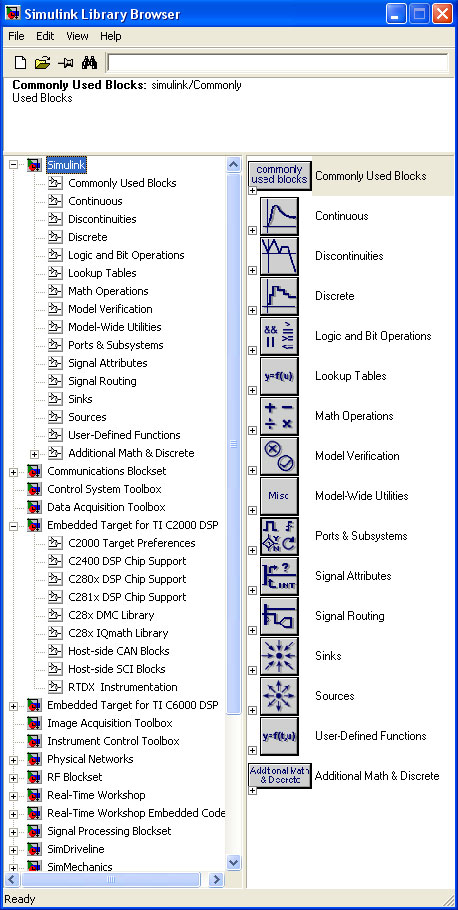 Simulink Library Browser
File Edit View Help
Commonly Used Blocks: simulink/Commonly
Used Blocks
Simulink
Commonly Used Blocks
Continuous
Discontinuities
Discrete
Logic and Bit Operations
Lookup Tables
Math Operations
Model Verification
Model-Wide Utilities
Ports & Subsystems
Signal Attributes
Signal Routing
Sinks
Sources
User-Defined Functions
Additional Math & Discrete
Communications Blockset
Control System Toolbox
Data Acquisition Toolbox
Embedded Target for TI C2000 DSP
C2000 Target Preferences
C2400 DSP Chip Support
C280x DSP Chip Support
C281x DSP Chip Support
C28x DMC Library
C28x IQmath Library
Host-side CAN Blocks
Host-side SCI Blocks
RTDX Instrumentation
Embedded Target for TI C6000 DSP
Image Acquisition Toolbox
Instrument Control Toolbox
Physical Networks
RF Blockset
Real-Time Workshop
Real-Time Workshop Embedded Code
Signal Processing Blockset
SimDriveline
SimMechanics
commonly
used blocks
Commonly Used Blocks
Continuous
Discontinuities
Discrete
&& || > >= <=
Logic and Bit Operations
y=f(u)
Lookup Tables
+ − ÷ ×
Math Operations
Model Verification
Misc
Model-Wide Utilities
Ports & Subsystems
? INT
Signal Attributes
Signal Routing
Sinks
Sources
y=f(t,u)
User-Defined Functions
Additional Math
& Discrete
Additional Math & Discrete
Ready